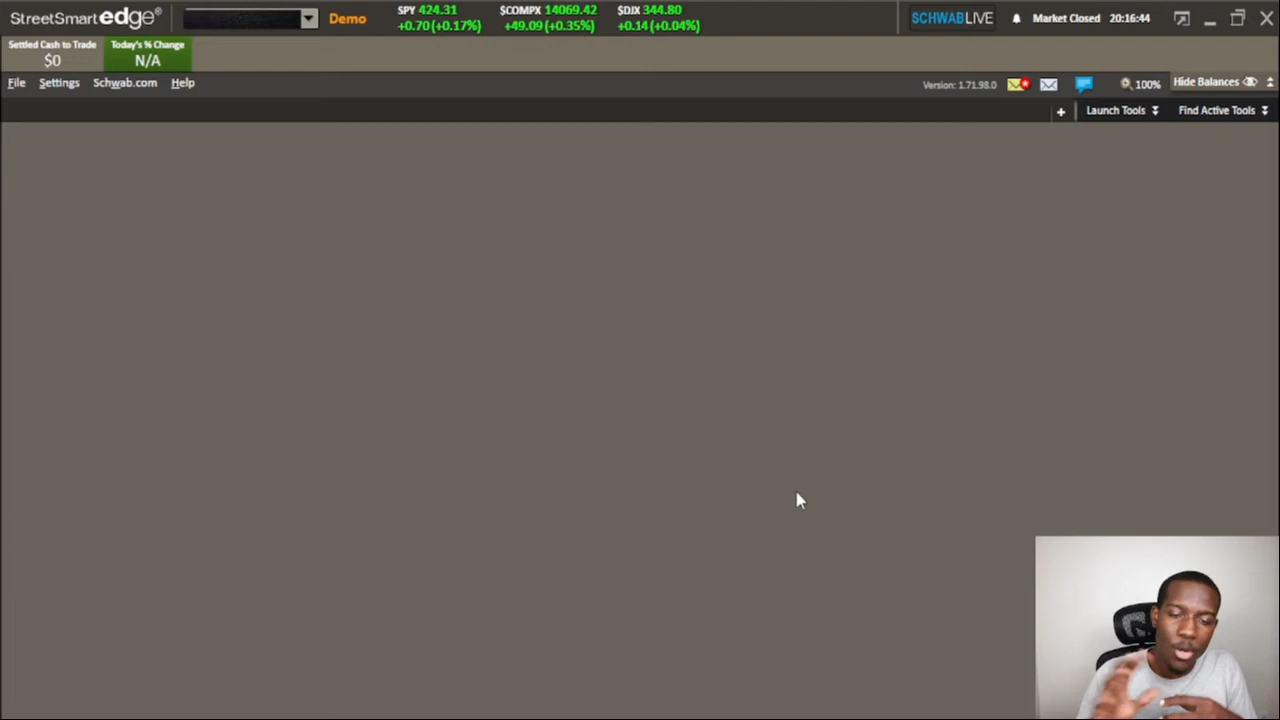 StreetSmart edge® Demo SPY 424.31 $COMPX 14069.42 $DJX 344.80 SCHWABLIVE Market Closed 20:16:44
+0.70 (+0.17%) +49.09 (+0.35%) +0.14 (+0.04%)
Settled Cash to Trade Today's % Change
$0 N/A
File Settings Schwab.com Help Version: 1.71.98.0 100% Hide Balances
+ Launch Tools Find Active Tools